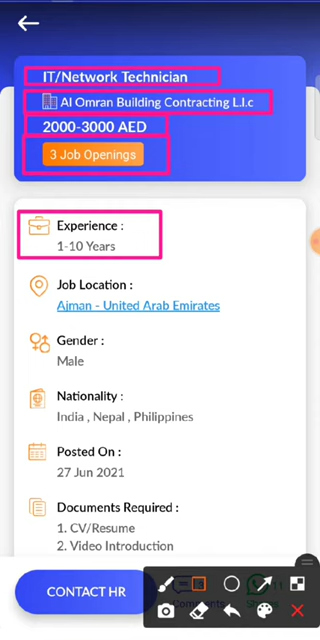 IT/Network Technician
Al Omran Building Contracting L.l.c
2000-3000 AED
3 Job Openings
Experience :
1-10 Years
Job Location :
Ajman - United Arab Emirates
Gender :
Male
Nationality :
India , Nepal , Philippines
Posted On :
27 Jun 2021
Documents Required :
1. CV/Resume
2. Video Introduction
CONTACT HR